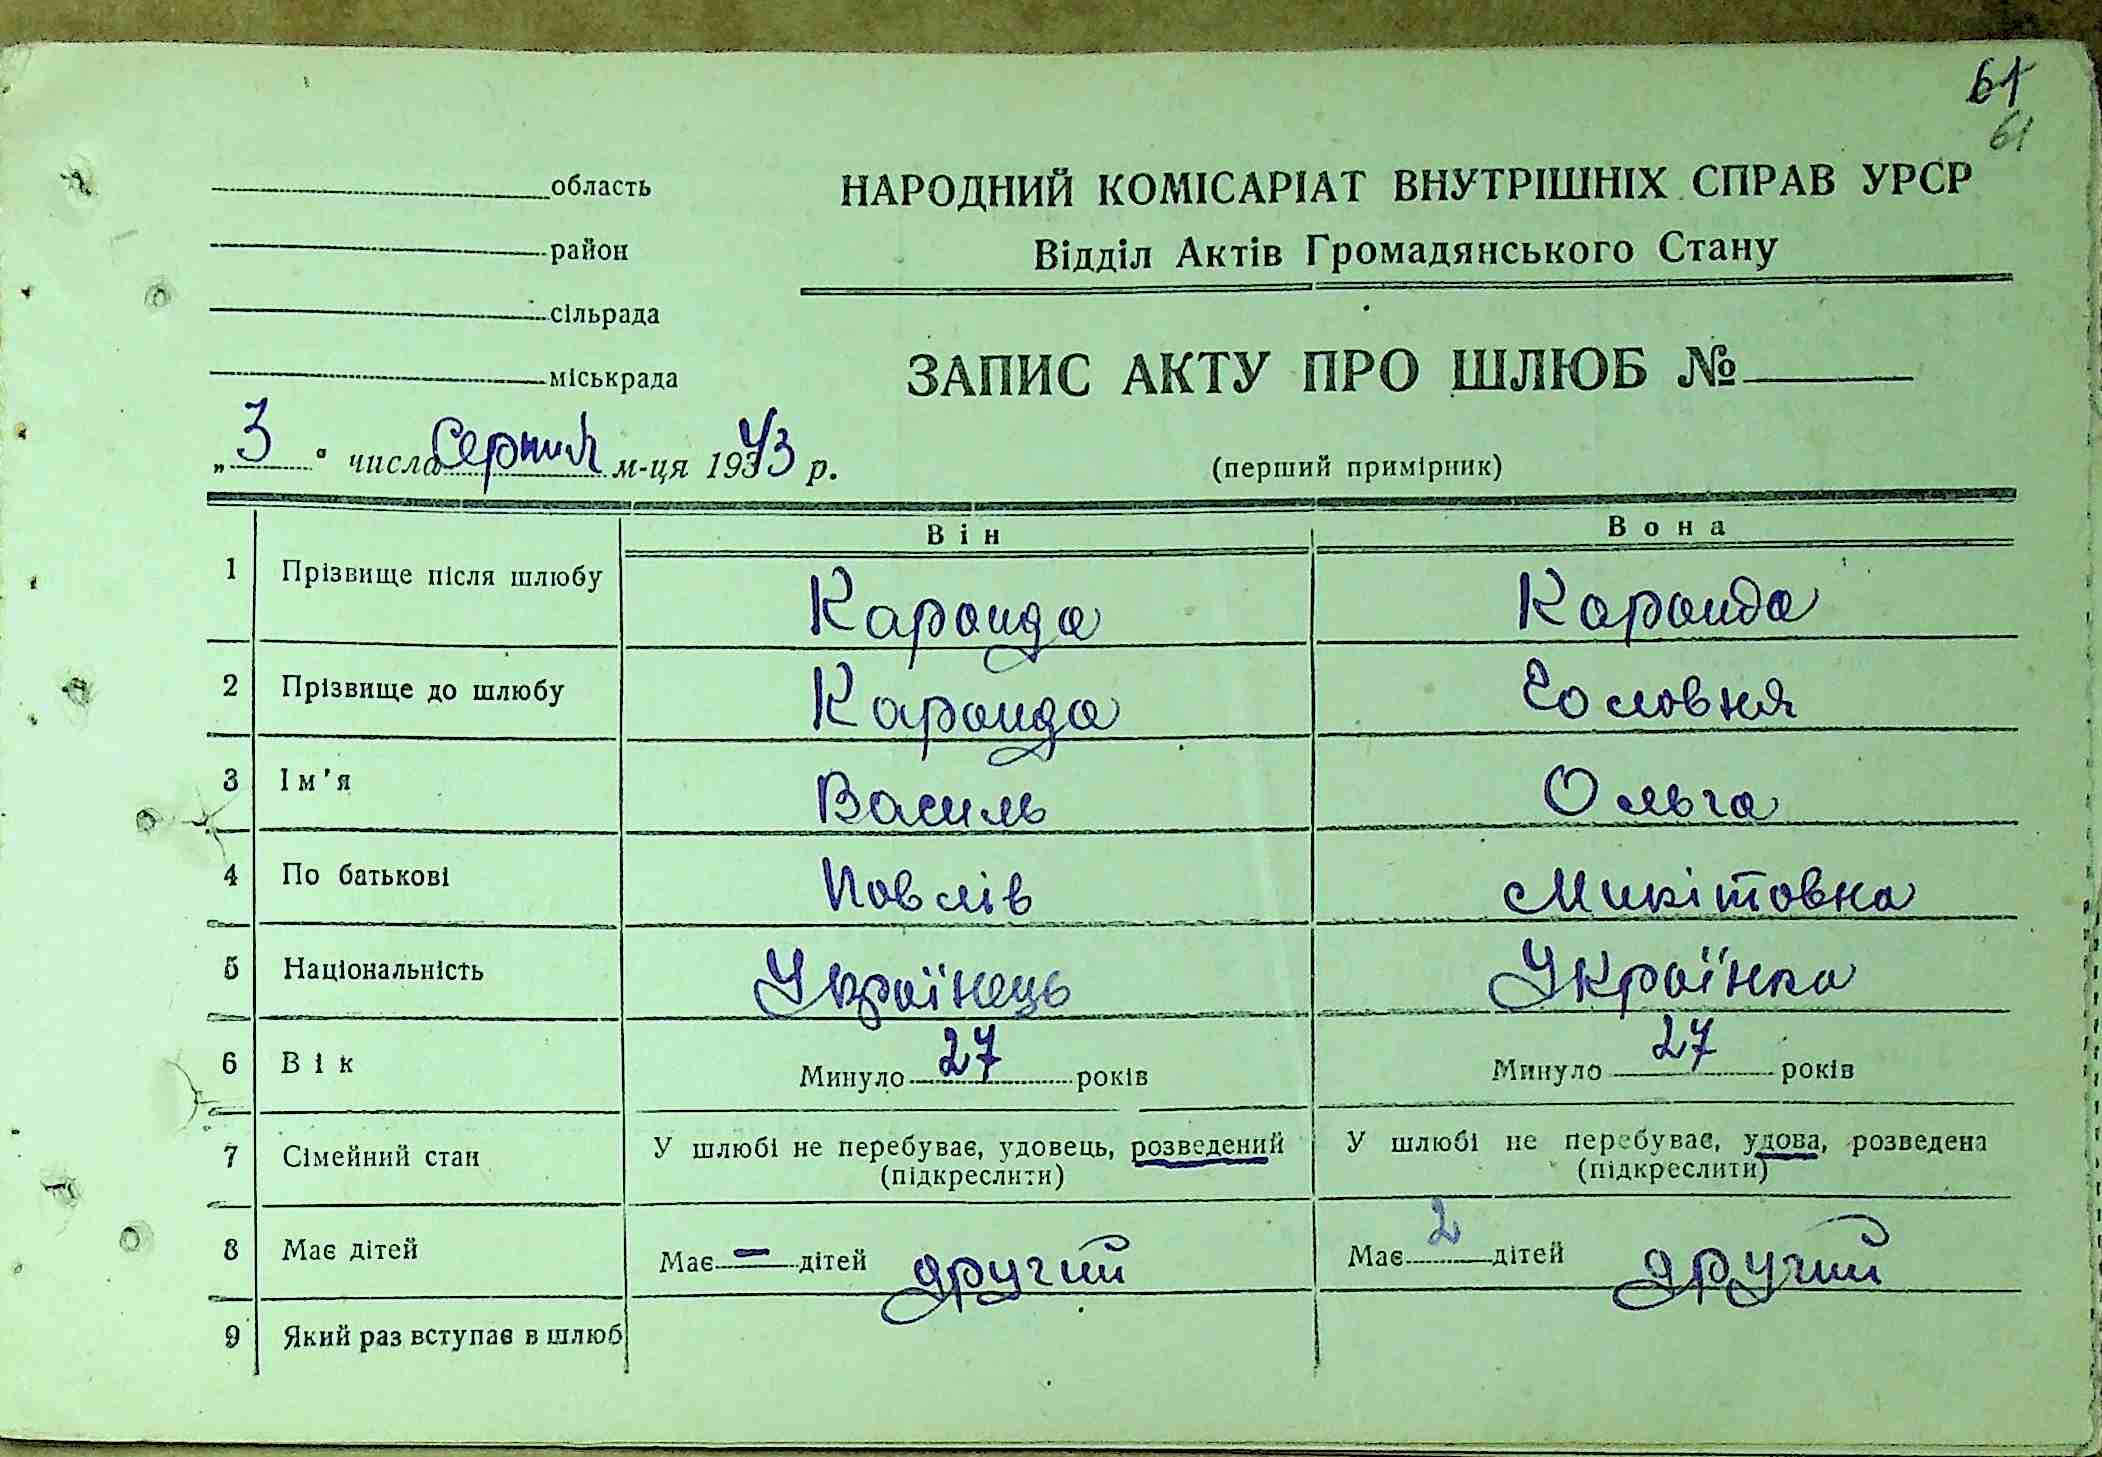 61
61
область
район
сільрада
міськрада
НАРОДНИЙ КОМІСАРІАТ ВНУТРІШНІХ СПРАВ УРСР
Відділ Актів Громадянського Стану
ЗАПИС АКТУ ПРО ШЛЮБ №
„3“ числа Серпня м-ця 1943 р.
(перший примірник)
Він Вона
1 Прізвище після шлюбу Каранда Каранда
2 Прізвище до шлюбу Каранда Соловня
3 Ім'я Василь Ольга
4 По батькові Павлів Микітовна
5 Національність Українець Українка
6 Вік Минуло 27 років Минуло 27 років
7 Сімейний стан У шлюбі не перебуває, удовець, розведений У шлюбі не перебуває, удова, розведена
(підкреслити) (підкреслити)
8 Має дітей Має — дітей другий Має 2 дітей другий
9 Який раз вступає в шлюб